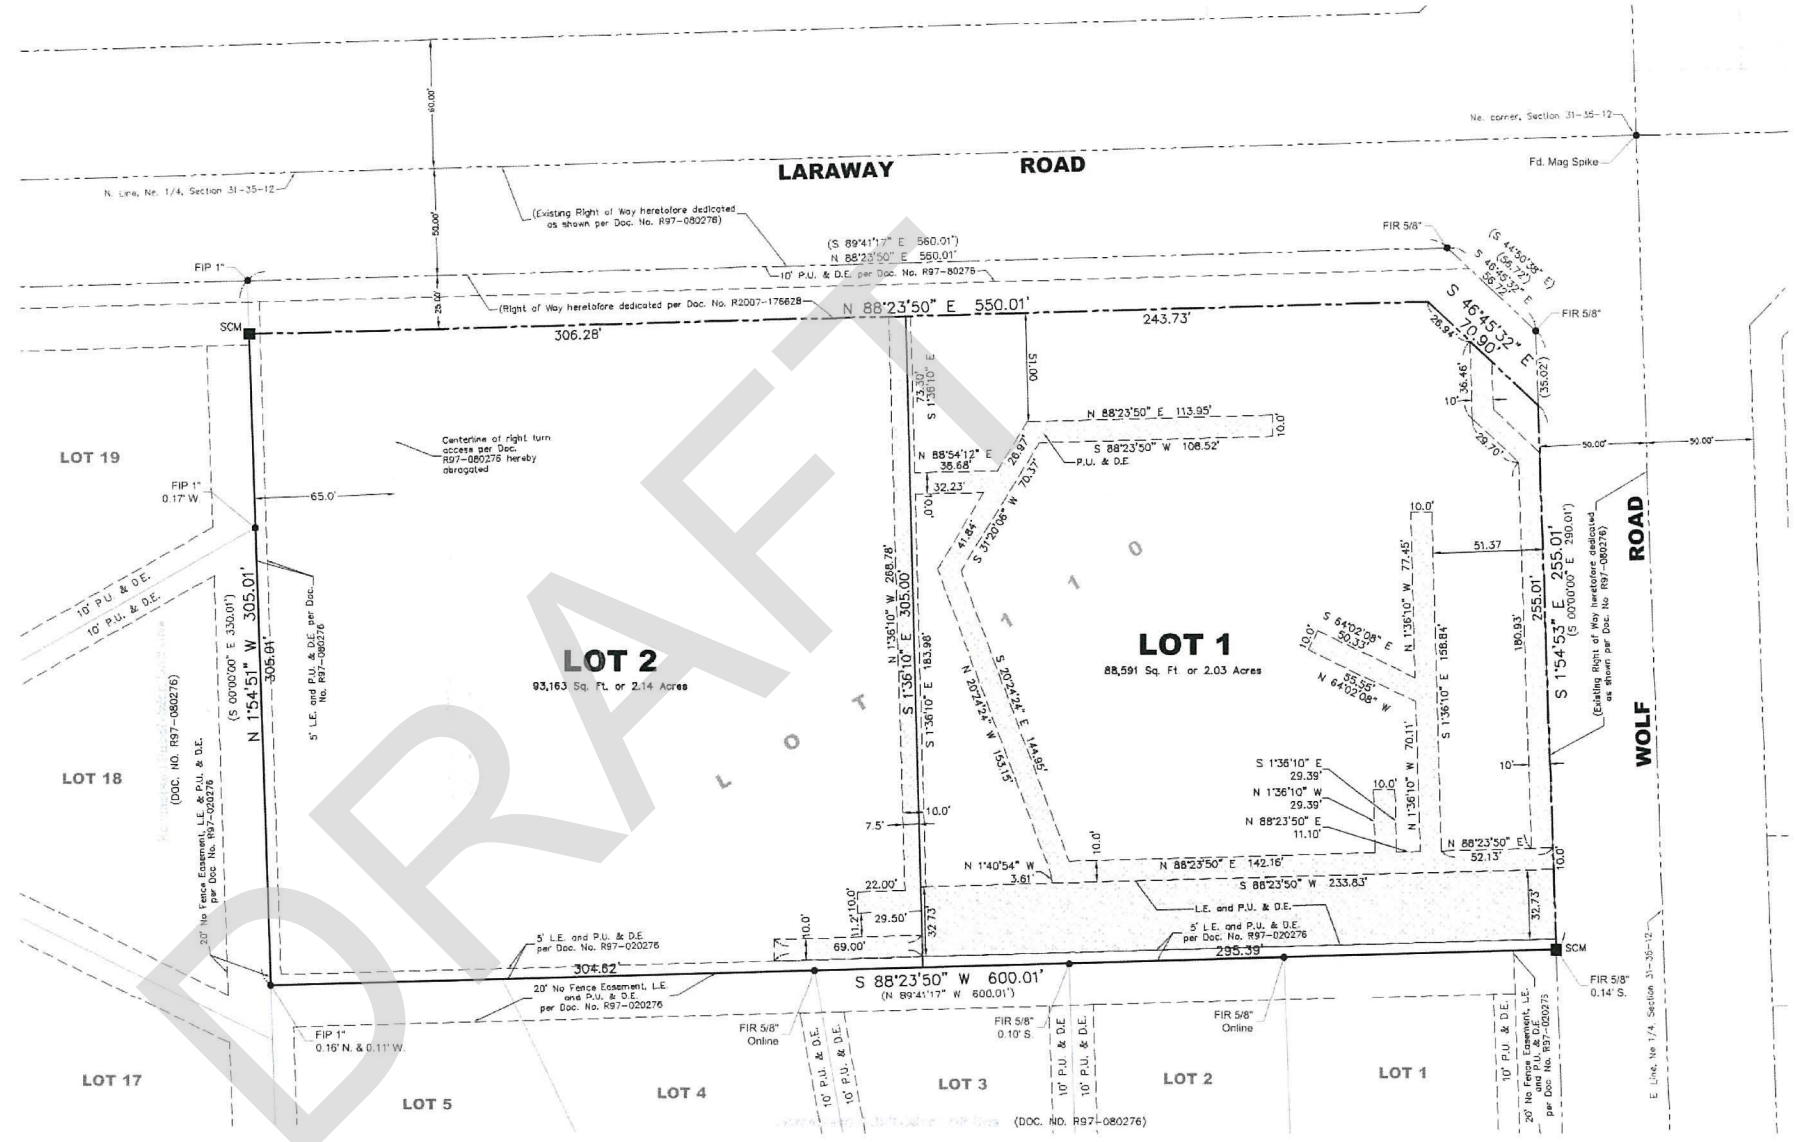 60.00'
Ne. corner, Section 31-35-12
LARAWAY ROAD
Fd. Mag Spike
N. Line, Ne. 1/4, Section 31-35-12
50.00'
(Existing Right of Way heretofore dedicated
as shown per Doc. No. R97-080276)
(S 89°41'17" E 560.01')
N 88°23'50" E 560.01'
10' P.U. & D.E. per Doc. No. R97-80276
FIR 5/8"
(S 44°50'38" E)
(56.72')
S 46°45'32" E
56.72'
FIP 1"
25.00'
(Right of Way heretofore dedicated per Doc. No. R2007-176628
N 88°23'50" E 550.01'
SCM
306.28'
243.73'
S 46°45'32" E
70.90'
26.94'
FIR 5/8"
(35.02')
51.00
73.30'
S 1°36'10" E
36.46'
10'
29.70'
50.00'
50.00'
N 88°23'50" E 113.95'
10.0'
S 88°23'50" W 108.52'
P.U. & D.E.
26.97'
S 31°20'06" W 70.37'
N 88°54'12" E
38.68'
32.23'
10.0'
41.84'
Centerline of right turn
access per Doc.
R97-080276 hereby
abrogated
65.0'
LOT 19
FIP 1"
0.17' W.
10' P.U. & D.E.
10' P.U. & D.E.
N 1°54'51" W 305.01'
(S 00°00'00" E 330.01')
305.01'
5' L.E. and P.U. & D.E. per Doc.
No. R97-080276
N 1°36'10" W 268.78'
S 1°36'10" E 305.00'
S 1°36'10" E 183.98'
LOT 2
93,163 Sq. Ft. or 2.14 Acres
LOT 110
LOT 1
88,591 Sq. Ft. or 2.03 Acres
N 20°24'24" W 153.15'
S 20°24'24" E 144.95'
10.0'
51.37
N 1°36'10" W 77.45'
S 64°02'08" E
50.33'
10.0'
55.55'
N 64°02'08" W
S 1°36'10" E 158.84'
N 1°36'10" W 70.11'
180.93'
255.01'
S 1°54'53" E 255.01'
(S 00°00'00" E 290.01')
(Existing Right of Way heretofore dedicated
as shown per Doc. No R97-080276)
WOLF ROAD
LOT 18
(DOC. NO. R97-080276)
20' No Fence Easement, L.E. & P.U. & D.E.
per Doc. No. R97-020276
S 1°36'10" E
29.39'
N 1°36'10" W
29.39'
N 88°23'50" E
11.10'
10.0'
10'
10.0'
7.5'
N 1°40'54" W
3.61'
10.0'
N 88°23'50" E 142.16'
N 88°23'50" E
52.13'
10.0'
S 88°23'50" W 233.83'
22.00'
10.0'
11.2'
29.50'
32.73'
L.E. and P.U. & D.E.
32.73'
10.0'
69.00'
5' L.E. and P.U. & D.E.
per Doc. No. R97-020276
5' L.E. and P.U. & D.E.
per Doc. No. R97-020276
304.62'
295.39'
SCM
S 88°23'50" W 600.01'
(N 89°41'17" W 600.01')
20' No Fence Easement, L.E.
and P.U. & D.E.
per Doc. No. R97-020276
FIR 5/8"
0.14' S.
E Line, Ne 1/4, Section 31-35-12
FIP 1"
0.16' N. & 0.11' W.
FIR 5/8"
Online
FIR 5/8"
0.10' S.
FIR 5/8"
Online
10' P.U. & D.E.
10' P.U. & D.E.
10' P.U. & D.E.
10' P.U. & D.E.
10' P.U. & D.E.
20' No Fence Easement, L.E.
and P.U. & D.E.
per Doc. No. R97-020276
LOT 17
LOT 5
LOT 4
LOT 3
LOT 2
LOT 1
(DOC. NO. R97-080276)
DRAFT